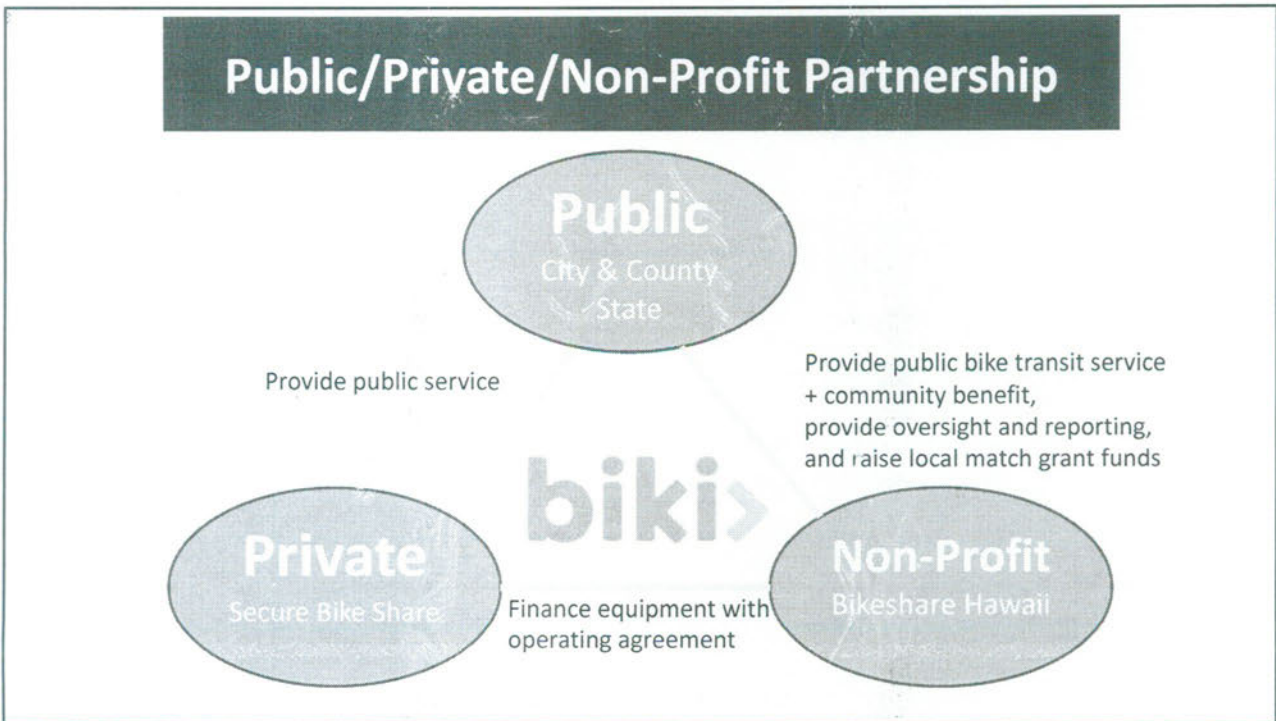 Public/Private/Non-Profit Partnership
Public
City & County
State
Provide public service
Provide public bike transit service
+ community benefit,
provide oversight and reporting,
and raise local match grant funds
biki
Private
Secure Bike Share
Finance equipment with
operating agreement
Non-Profit
Bikeshare Hawaii